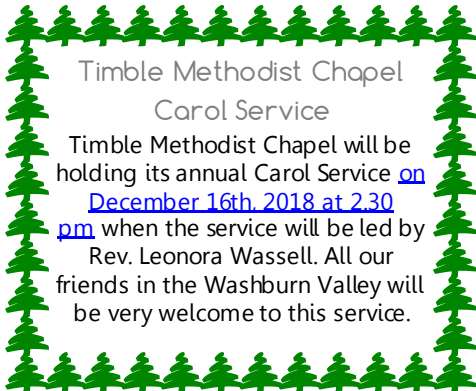 Timble Methodist Chapel
Carol Service
Timble Methodist Chapel will be
holding its annual Carol Service on
December 16th, 2018 at 2.30
pm when the service will be led by
Rev. Leonora Wassell. All our
friends in the Washburn Valley will
be very welcome to this service.